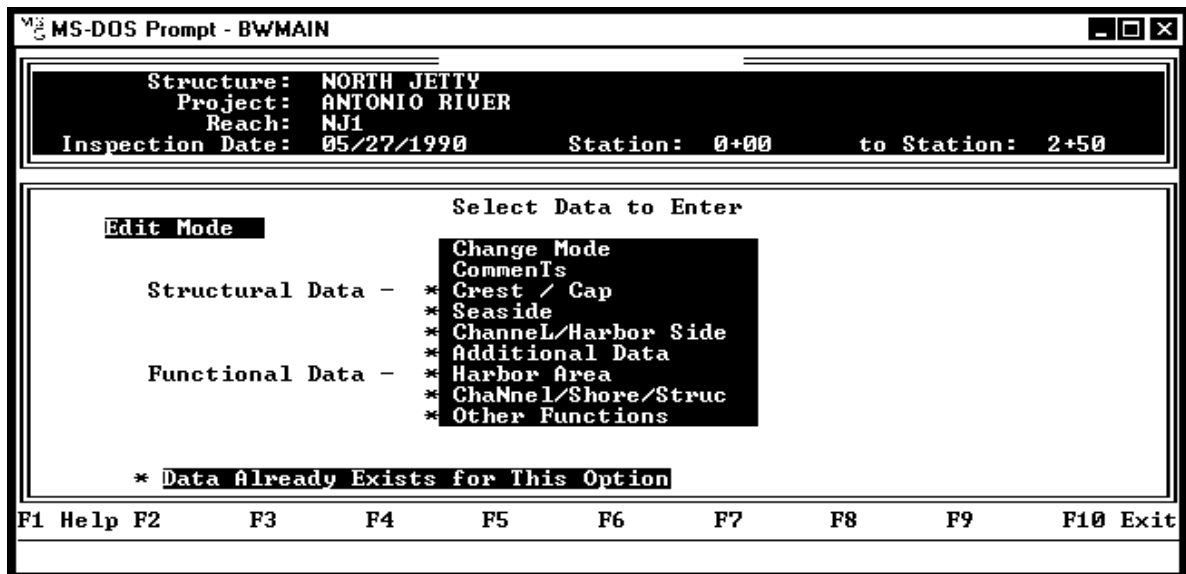 MS-DOS Prompt - BWMAIN
Structure: NORTH JETTY
Project: ANTONIO RIVER
Reach: NJ1
Inspection Date: 05/27/1990 Station: 0+00 to Station: 2+50
Select Data to Enter
Edit Mode
Change Mode
CommenTs
Structural Data - * Crest / Cap
* Seaside
* ChanneL/Harbor Side
* Additional Data
Functional Data - * Harbor Area
* ChaNnel/Shore/Struc
* Other Functions
* Data Already Exists for This Option
F1 Help F2 F3 F4 F5 F6 F7 F8 F9 F10 Exit